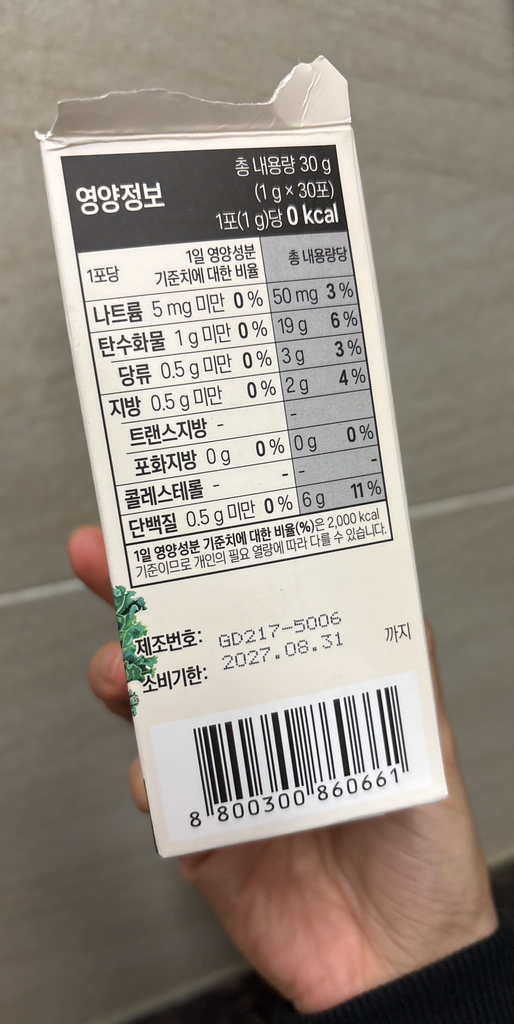 영양정보
총 내용량 30 g
(1 g × 30포)
1포(1 g)당 0 kcal
1포당 1일 영양성분 기준치에 대한 비율 총 내용량당
나트륨 5 mg 미만 0 % 50 mg 3 %
탄수화물 1 g 미만 0 % 19 g 6 %
당류 0.5 g 미만 0 % 3 g 3 %
지방 0.5 g 미만 0 % 2 g 4 %
트랜스지방 - -
포화지방 0 g 0 % 0 g 0 %
콜레스테롤 - - - -
단백질 0.5 g 미만 0 % 6 g 11 %
1일 영양성분 기준치에 대한 비율(%)은 2,000 kcal
기준이므로 개인의 필요 열량에 따라 다를 수 있습니다.
제조번호: GD217-5006
소비기한: 2027.08.31 까지
8 800300 860661